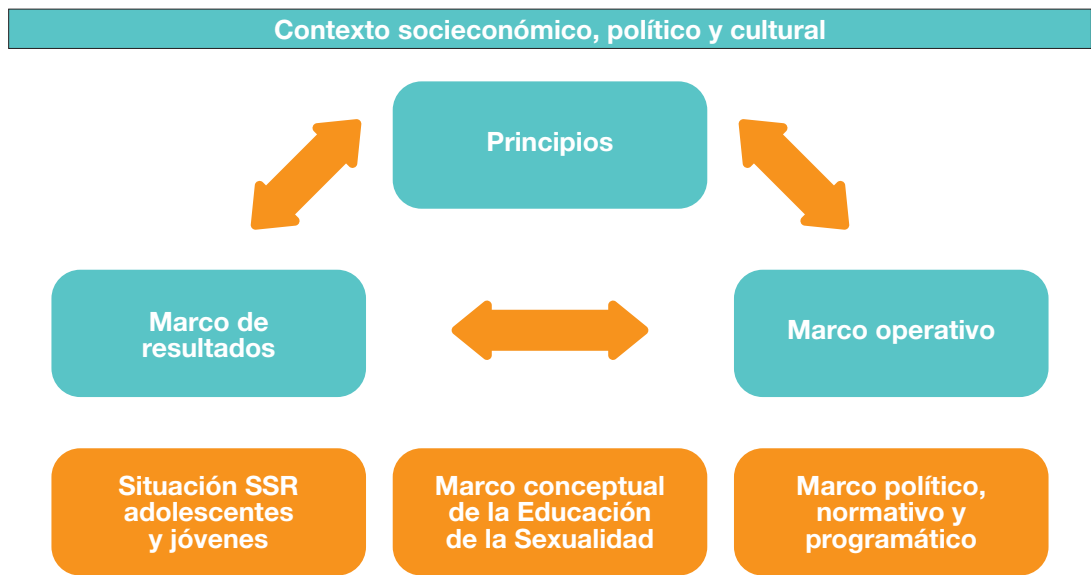 Contexto socieconómico, político y cultural
Principios
Marco de
resultados
Marco operativo
Situación SSR
adolescentes
y jóvenes
Marco conceptual
de la Educación
de la Sexualidad
Marco político,
normativo y
programático